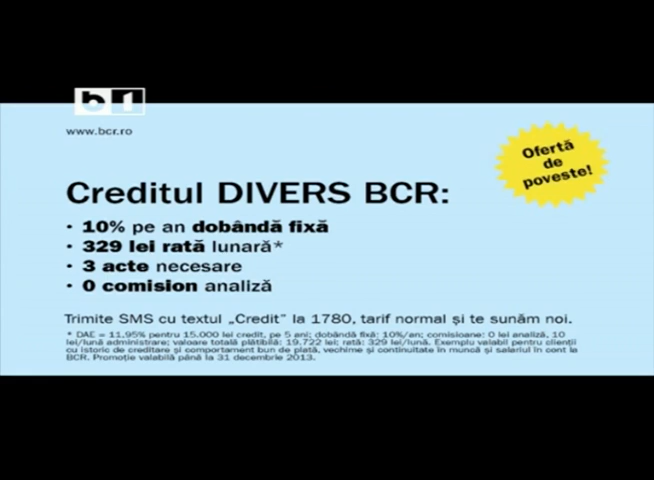 b1
www.bcr.ro
Ofertă
de
poveste!
Creditul DIVERS BCR:
• 10% pe an dobândă fixă
• 329 lei rată lunară*
• 3 acte necesare
• 0 comision analiză
Trimite SMS cu textul „Credit” la 1780, tarif normal și te sunăm noi.
* DAE = 11,95% pentru 15.000 lei credit, pe 5 ani; dobândă fixă: 10%/an; comisioane: 0 lei analiză, 10
lei/lună administrare; valoare totală plătibilă: 19.722 lei; rată: 329 lei/lună. Exemplu valabil pentru clienții
cu istoric de creditare și comportament bun de plată, vechime și continuitate în muncă și salariul în cont la
BCR. Promoție valabilă până la 31 decembrie 2013.